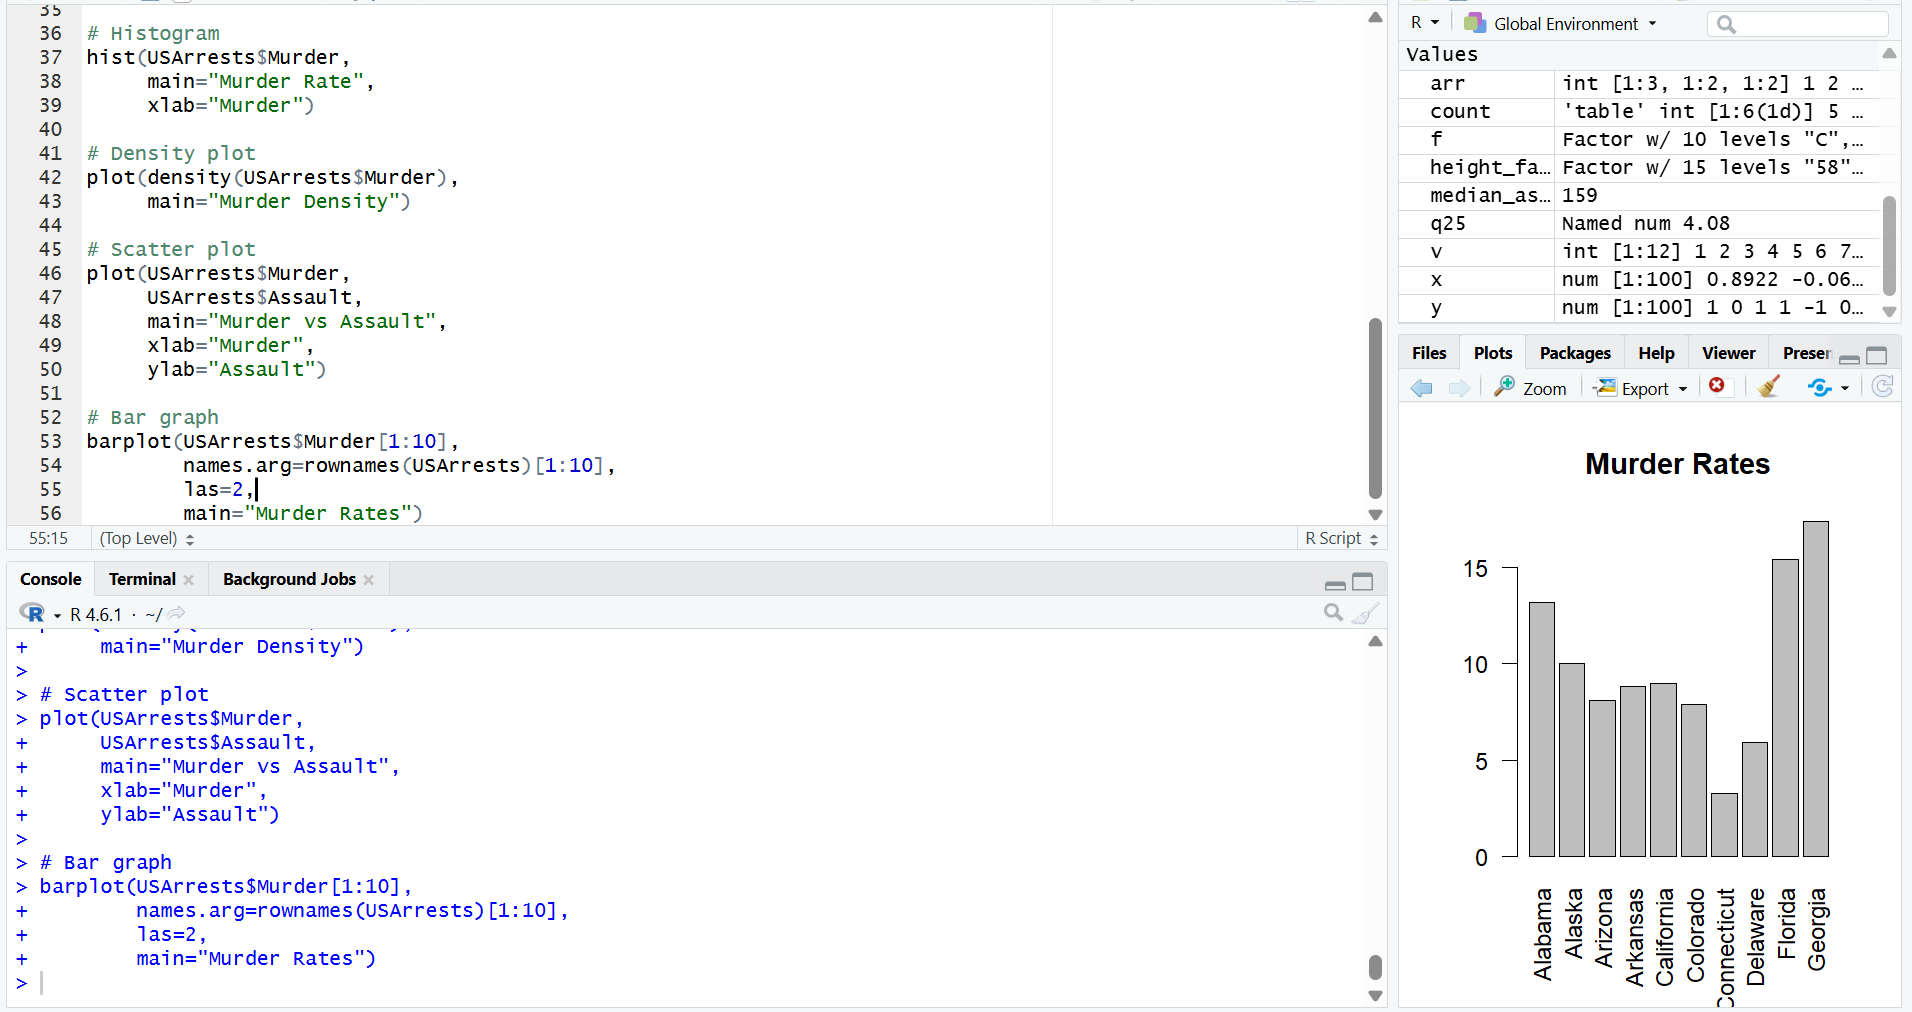 35
36 # Histogram
37 hist(USArrests$Murder,
38      main="Murder Rate",
39      xlab="Murder")
40
41 # Density plot
42 plot(density(USArrests$Murder),
43      main="Murder Density")
44
45 # Scatter plot
46 plot(USArrests$Murder,
47      USArrests$Assault,
48      main="Murder vs Assault",
49      xlab="Murder",
50      ylab="Assault")
51
52 # Bar graph
53 barplot(USArrests$Murder[1:10],
54         names.arg=rownames(USArrests)[1:10],
55         las=2,
56         main="Murder Rates")
55:15 (Top Level) R Script
Console Terminal Background Jobs
R 4.6.1 · ~/
+      main="Murder Density")
>
> # Scatter plot
> plot(USArrests$Murder,
+      USArrests$Assault,
+      main="Murder vs Assault",
+      xlab="Murder",
+      ylab="Assault")
>
> # Bar graph
> barplot(USArrests$Murder[1:10],
+         names.arg=rownames(USArrests)[1:10],
+         las=2,
+         main="Murder Rates")
>
R Global Environment
Values
arr int [1:3, 1:2, 1:2] 1 2 …
count 'table' int [1:6(1d)] 5 …
f Factor w/ 10 levels "C",…
height_fa… Factor w/ 15 levels "58"…
median_as… 159
q25 Named num 4.08
v int [1:12] 1 2 3 4 5 6 7…
x num [1:100] 0.8922 -0.06…
y num [1:100] 1 0 1 1 -1 0…
Files Plots Packages Help Viewer Presen
Zoom Export
Murder Rates
15
10
5
0
Alabama
Alaska
Arizona
Arkansas
California
Colorado
Connecticut
Delaware
Florida
Georgia